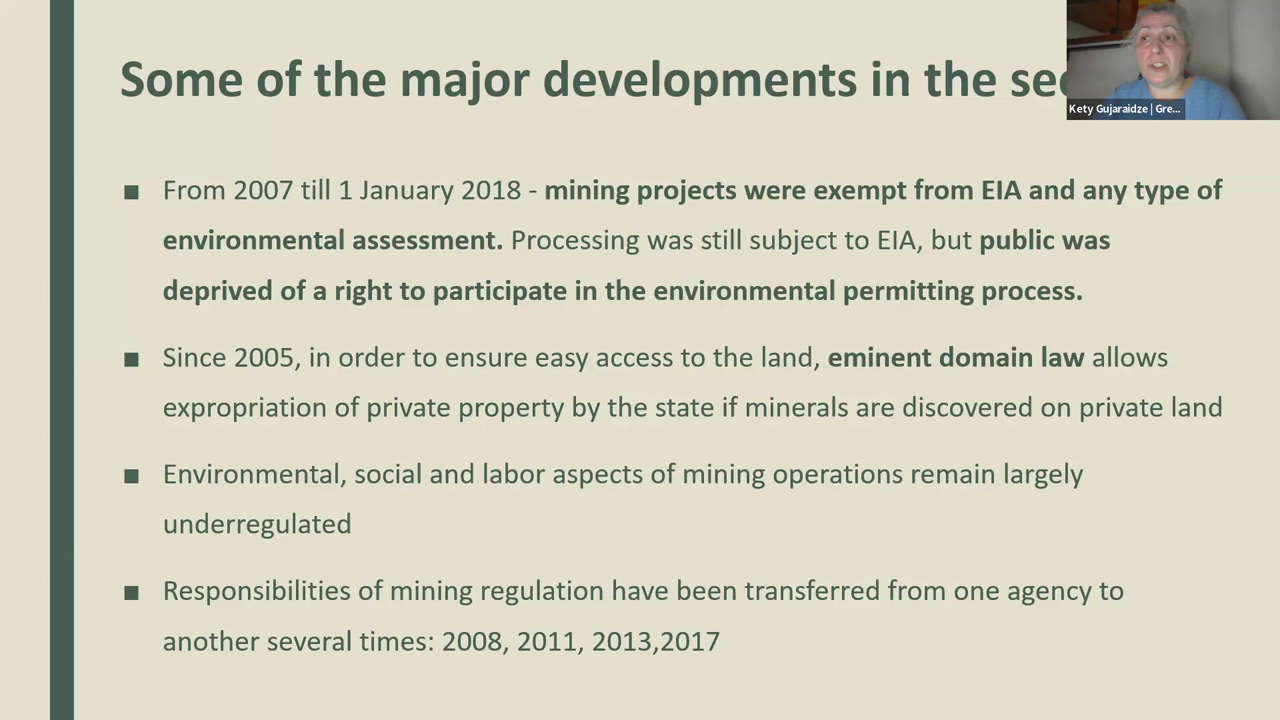 Some of the major developments in the
Kety Gujaraidze | Gre...
■ From 2007 till 1 January 2018 - mining projects were exempt from EIA and any type of
environmental assessment. Processing was still subject to EIA, but public was
deprived of a right to participate in the environmental permitting process.
■ Since 2005, in order to ensure easy access to the land, eminent domain law allows
expropriation of private property by the state if minerals are discovered on private land
■ Environmental, social and labor aspects of mining operations remain largely
underregulated
■ Responsibilities of mining regulation have been transferred from one agency to
another several times: 2008, 2011, 2013,2017